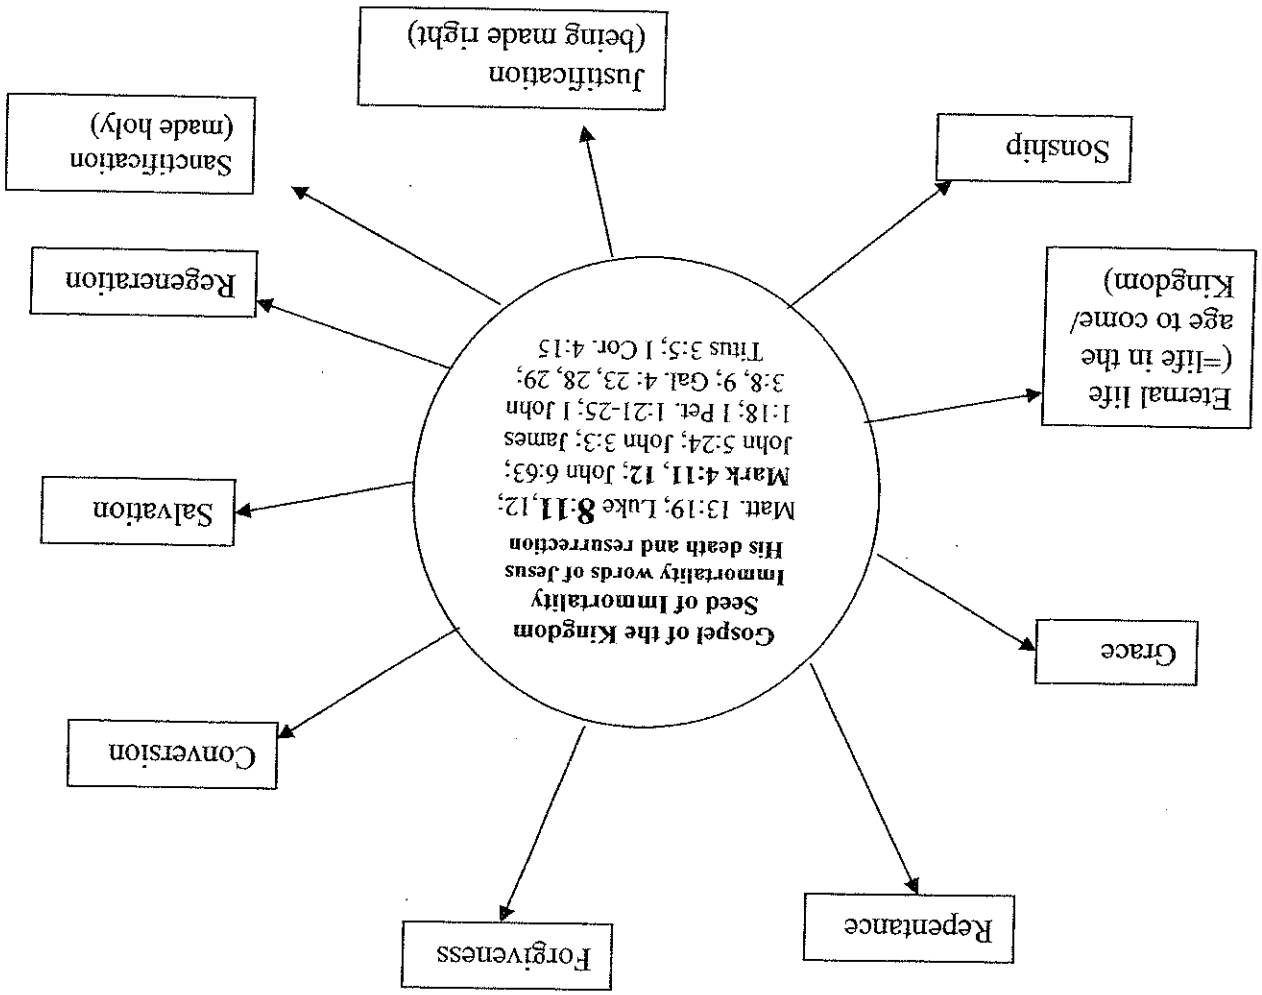 Forgiveness
Repentance
Conversion
Grace
Gospel of the Kingdom
Seed of Immortality
Immortality words of Jesus
His death and resurrection
Matt. 13:19; Luke 8:11,12;
Mark 4:11, 12; John 6:63;
John 5:24; John 3:3; James
1:18; 1 Pet. 1:21-25; 1 John
3:8, 9; Gal. 4: 23, 28, 29;
Titus 3:5; 1 Cor. 4:15
Salvation
Eternal life
(=life in the
age to come/
Kingdom)
Regeneration
Sonship
Sanctification
(made holy)
Justification
(being made right)